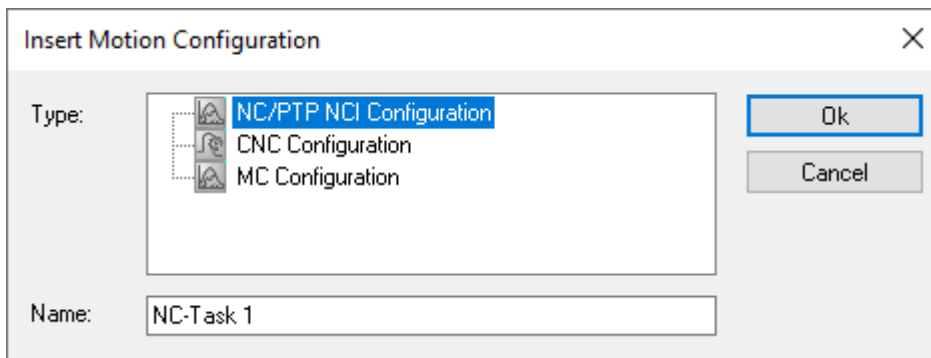 Insert Motion Configuration
Type:
NC/PTP NCI Configuration
Ok
CNC Configuration
MC Configuration
Cancel
Name:
NC-Task 1